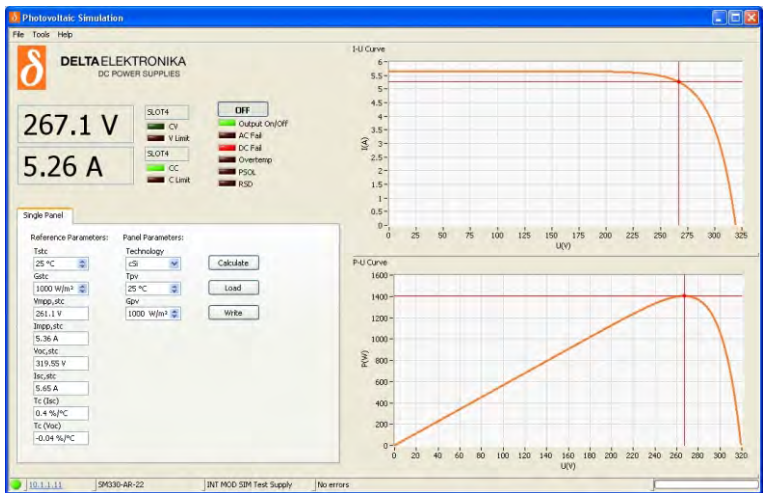 Photovoltaic Simulation
File Tools Help
δ DELTA ELEKTRONIKA
DC POWER SUPPLIES
267.1 V
SLOT4
CV
V Limit
5.26 A
SLOT4
CC
C Limit
OFF
Output On/Off
AC Fail
DC Fail
Overtemp
PSOL
RSD
Single Panel
Reference Parameters:
Tstc
25 °C
Gstc
1000 W/m²
Vmpp,stc
261.1 V
Impp,stc
5.36 A
Voc,stc
319.55 V
Isc,stc
5.65 A
Tc (Isc)
0.4 %/°C
Tc (Voc)
-0.04 %/°C
Panel Parameters:
Technology
cSi
Tpv
25 °C
Gpv
1000 W/m²
Calculate
Load
Write
I-U Curve
I(A)
6
5.5
5
4.5
4
3.5
3
2.5
2
1.5
1
0.5
0
0 25 50 75 100 125 150 175 200 225 250 275 300 325
U(V)
P-U Curve
P(W)
1600
1400
1200
1000
800
600
400
200
0
0 20 40 60 80 100 120 140 160 180 200 220 240 260 280 300 320
U(V)
10.1.1.11 SM330-AR-22 INT MOD SIM Test Supply No errors